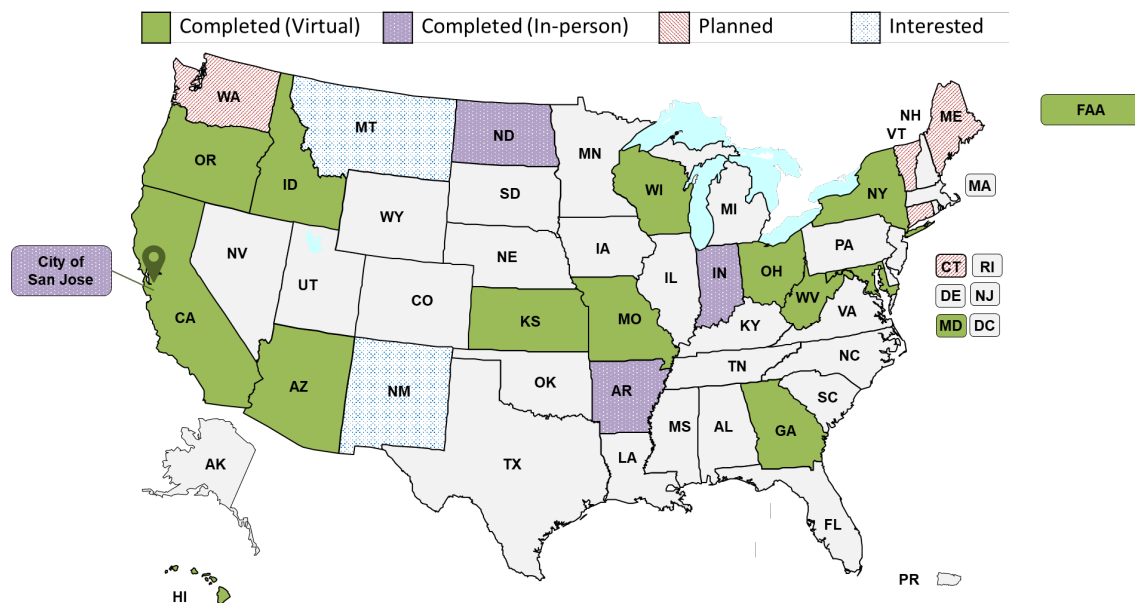 Completed (Virtual)
Completed (In-person)
Planned
Interested
WA
MT
ND
MN
NH
VT
ME
FAA
OR
ID
SD
WI
NY
MA
WY
MI
City of
San Jose
NV
UT
NE
IA
IL
IN
OH
PA
CT
RI
CO
WV
VA
DE
NJ
CA
KS
MO
KY
MD
DC
AZ
NM
OK
AR
TN
NC
SC
MS
AL
GA
AK
TX
LA
FL
HI
PR